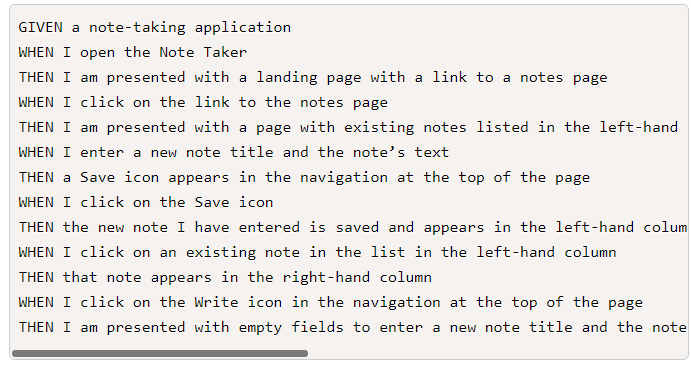 GIVEN a note-taking application
WHEN I open the Note Taker
THEN I am presented with a landing page with a link to a notes page
WHEN I click on the link to the notes page
THEN I am presented with a page with existing notes listed in the left-hand
WHEN I enter a new note title and the note’s text
THEN a Save icon appears in the navigation at the top of the page
WHEN I click on the Save icon
THEN the new note I have entered is saved and appears in the left-hand colum
WHEN I click on an existing note in the list in the left-hand column
THEN that note appears in the right-hand column
WHEN I click on the Write icon in the navigation at the top of the page
THEN I am presented with empty fields to enter a new note title and the note